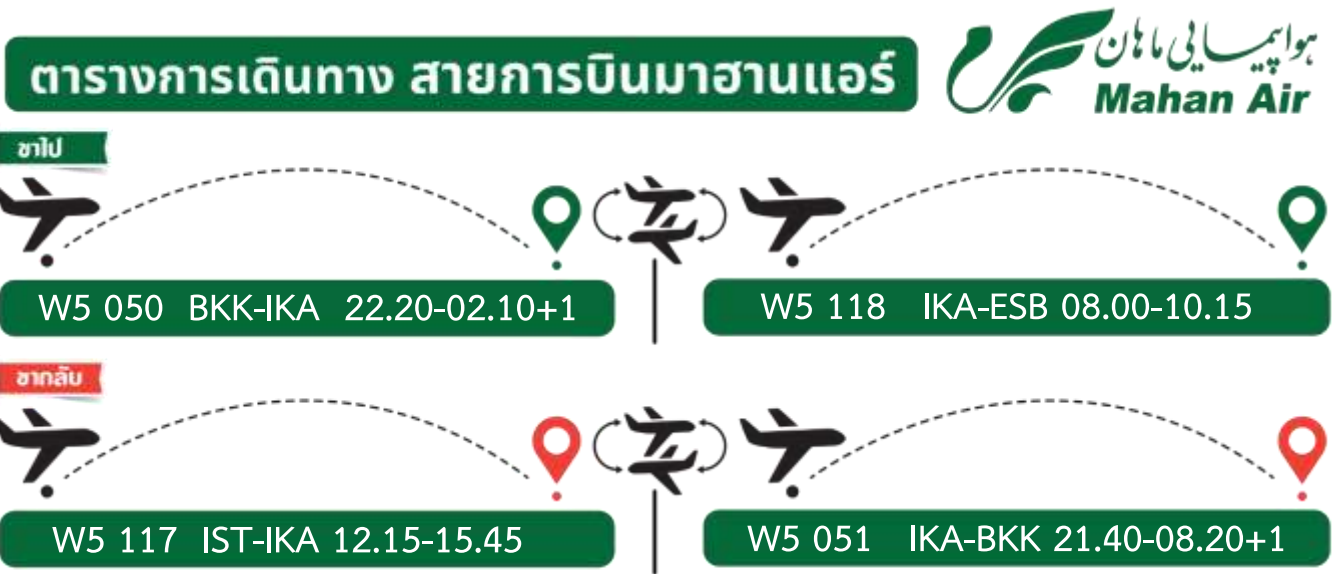 ตารางการเดินทาง สายการบินมาฮานแอร์
هواپیمایی ماهان
Mahan Air
ขาไป
W5 050 BKK-IKA 22.20-02.10+1
W5 118 IKA-ESB 08.00-10.15
ขากลับ
W5 117 IST-IKA 12.15-15.45
W5 051 IKA-BKK 21.40-08.20+1